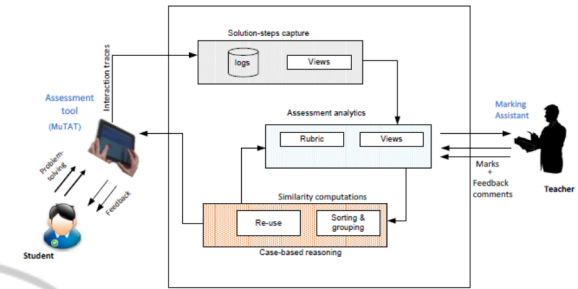 Solution-steps capture
logs
Views
Interaction traces
Assessment
tool
(MuTAT)
Assessment analytics
Rubric
Views
Marking
Assistant
Problem-
solving
Feedback
Marks
+
Feedback
comments
Teacher
Similarity computations
Re-use
Sorting &
grouping
Case-based reasoning
Student